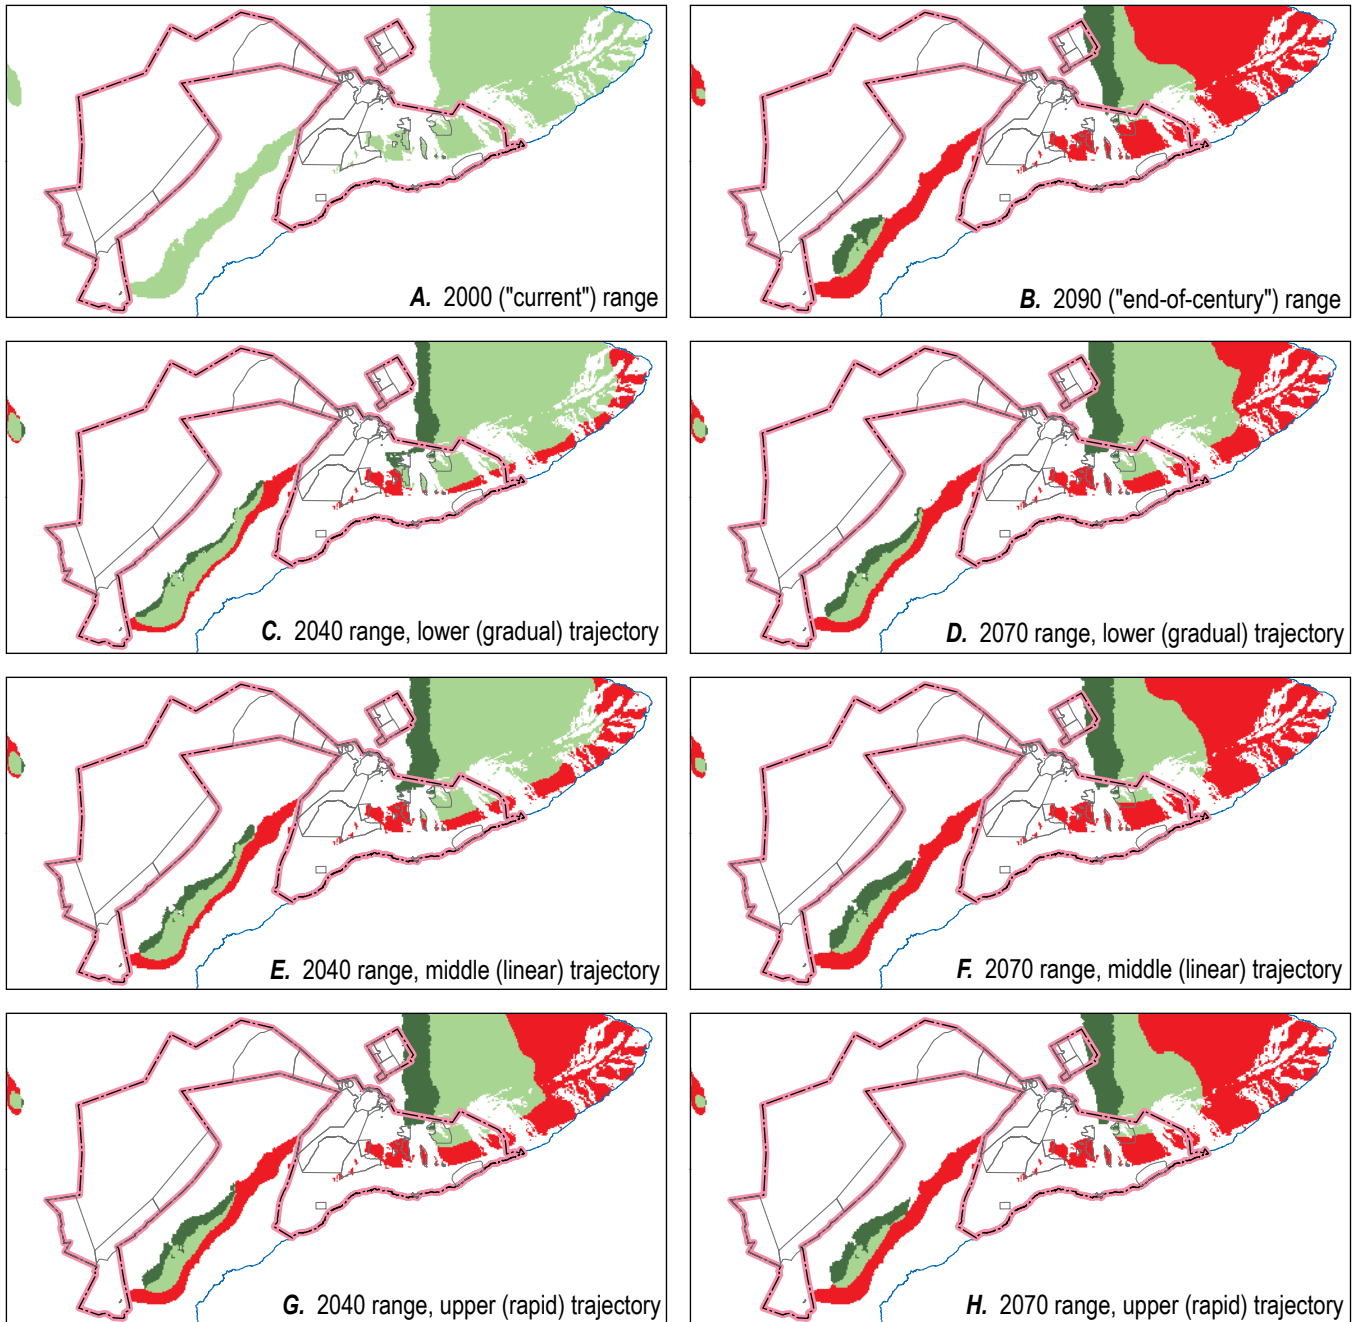 A. 2000 ("current") range
B. 2090 ("end-of-century") range
C. 2040 range, lower (gradual) trajectory
D. 2070 range, lower (gradual) trajectory
E. 2040 range, middle (linear) trajectory
F. 2070 range, middle (linear) trajectory
G. 2040 range, upper (rapid) trajectory
H. 2070 range, upper (rapid) trajectory